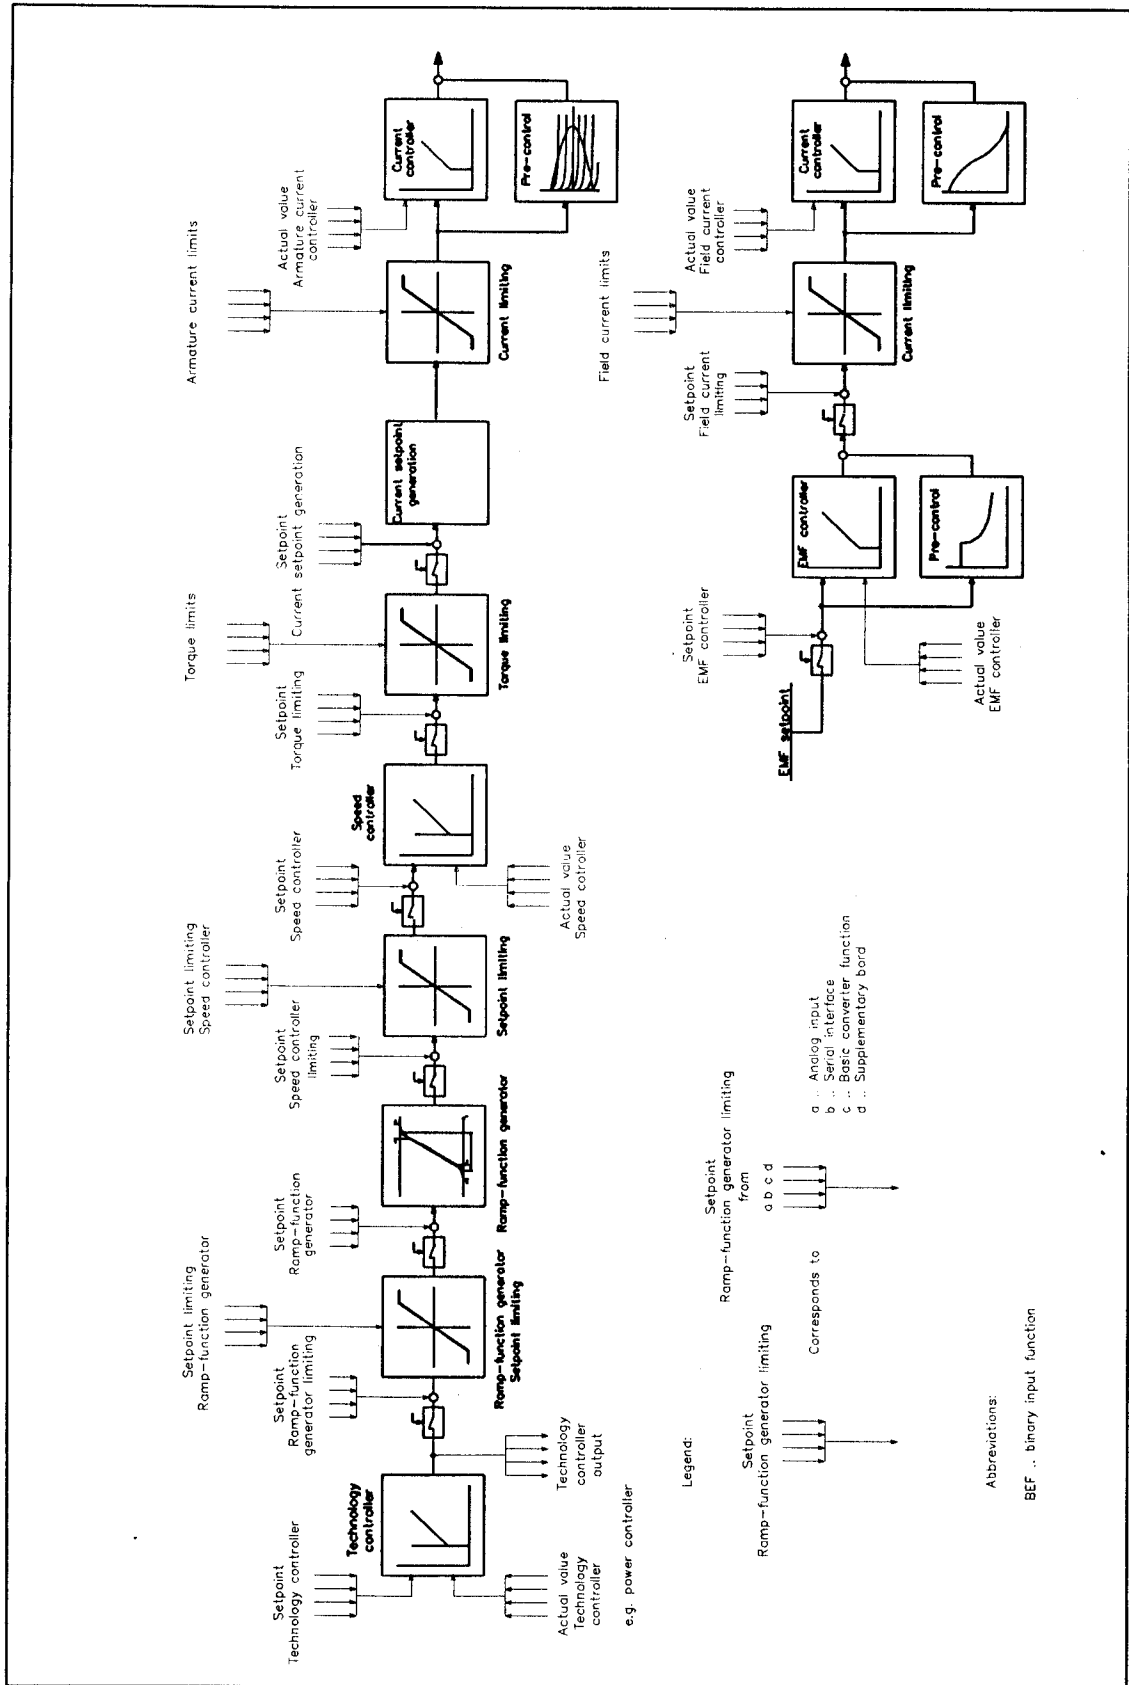 Armature current limits
Torque limits
Setpoint limiting
Speed controller
Setpoint limiting
Ramp-function generator
Actual value
Armature current
controller
Setpoint
Current setpoint generation
Setpoint
Torque limiting
Setpoint
Speed controller
Setpoint
Speed controller
limiting
Setpoint
Ramp-function
generator
Setpoint
Ramp-function
generator limiting
Setpoint
Technology controller
Technology
controller
Ramp-function generator
Setpoint limiting
Ramp-function generator
Setpoint limiting
Speed
controller
Torque limiting
Current setpoint
generation
Current limiting
Current
controller
Pre-control
Actual value
Technology
controller
e.g. power controller
Technology
controller
output
Actual value
Speed cotroller
Field current limits
Actual value
Field current
controller
Setpoint
Field current
limiting
Setpoint
EMF controller
EMF setpoint
EMF controller
Pre-control
Current limiting
Current
controller
Pre-control
Actual value
EMF controller
Legend:
Setpoint
Ramp-function generator limiting
Corresponds to
Setpoint
Ramp-function generator limiting
from
a b c d
a .. Analog input
b .. Serial interface
c .. Basic converter function
d .. Supplementary bord
Abbreviations:
BEF .. binary input function